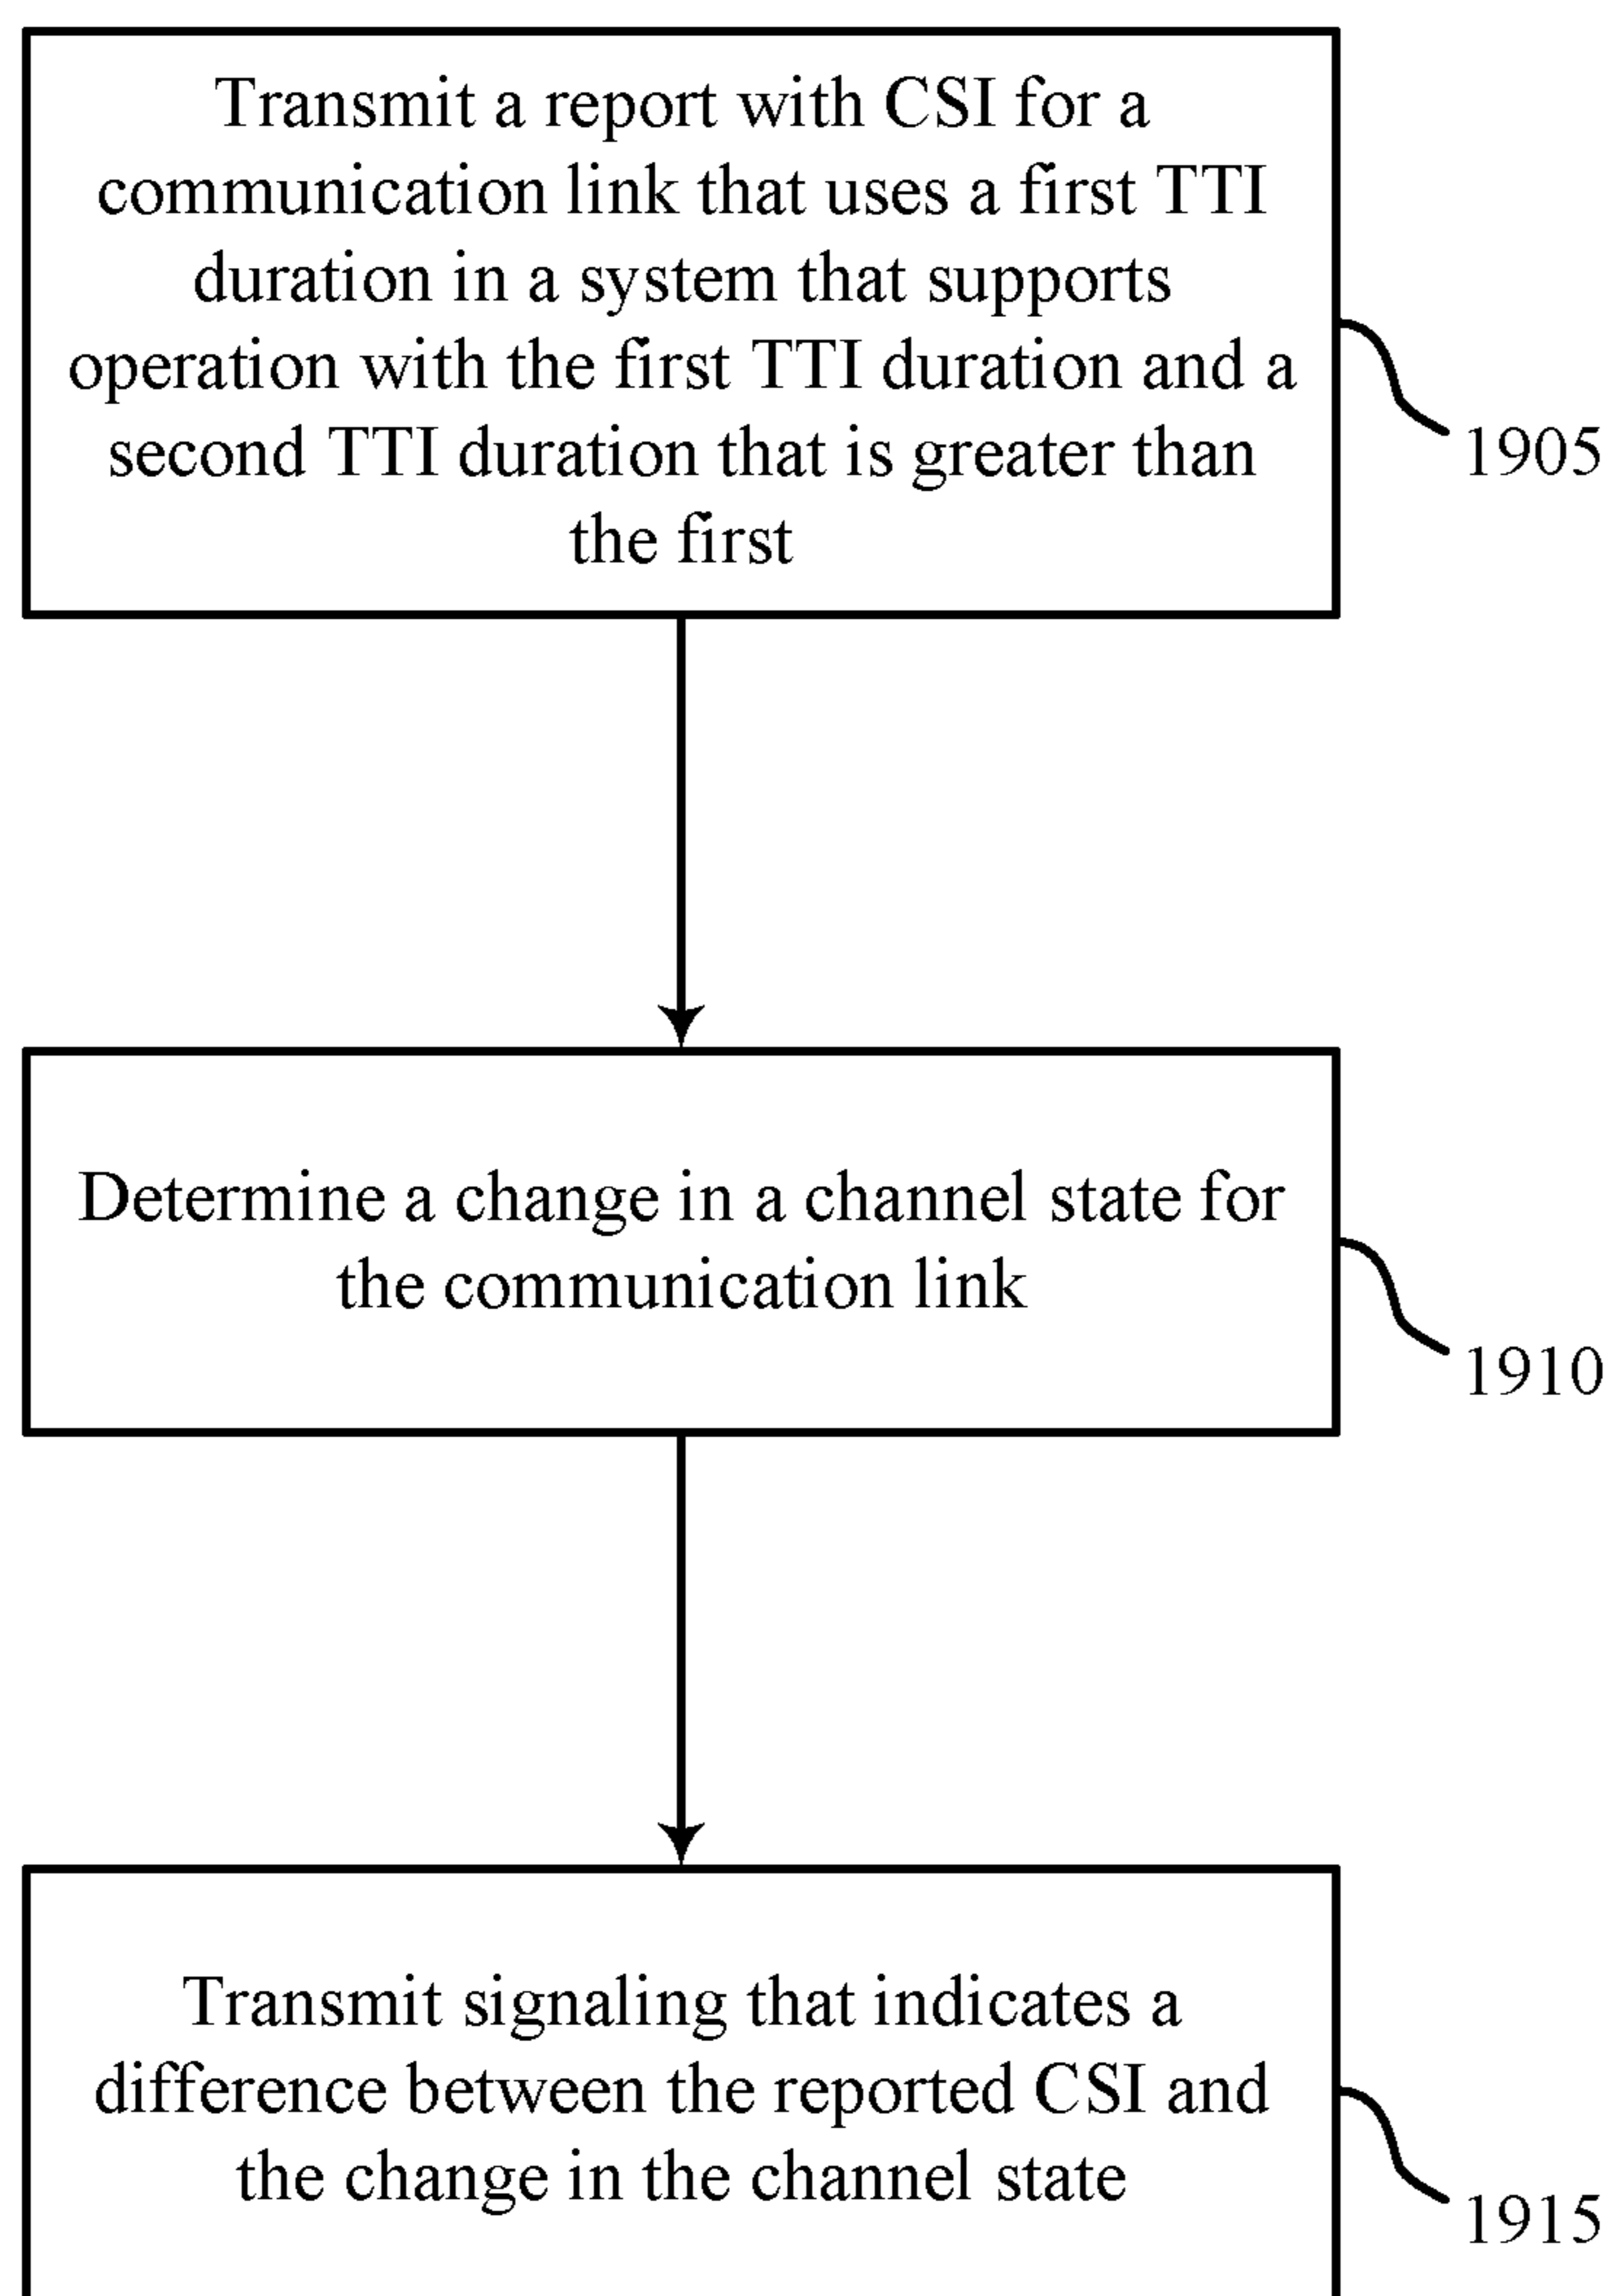 Transmit a report with CSI for a
communication link that uses a first TTI
duration in a system that supports
operation with the first TTI duration and a
second TTI duration that is greater than
the first
1905
Determine a change in a channel state for
the communication link
1910
Transmit signaling that indicates a
difference between the reported CSI and
the change in the channel state
1915